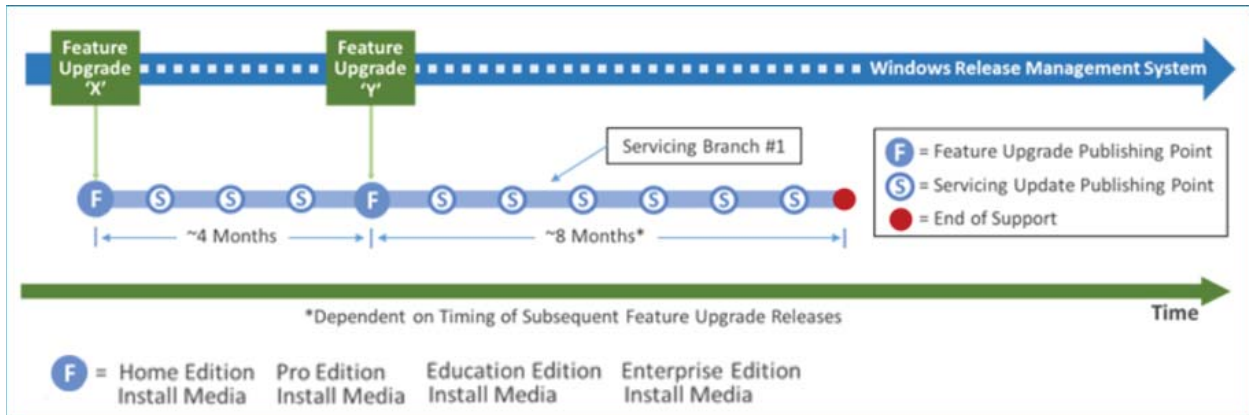 Feature
Upgrade
'X'
Feature
Upgrade
'Y'
Windows Release Management System
Servicing Branch #1
F = Feature Upgrade Publishing Point
S = Servicing Update Publishing Point
= End of Support
F S S S F S S S S S S
~4 Months
~8 Months*
Time
*Dependent on Timing of Subsequent Feature Upgrade Releases
F = Home Edition Pro Edition Education Edition Enterprise Edition
Install Media Install Media Install Media Install Media